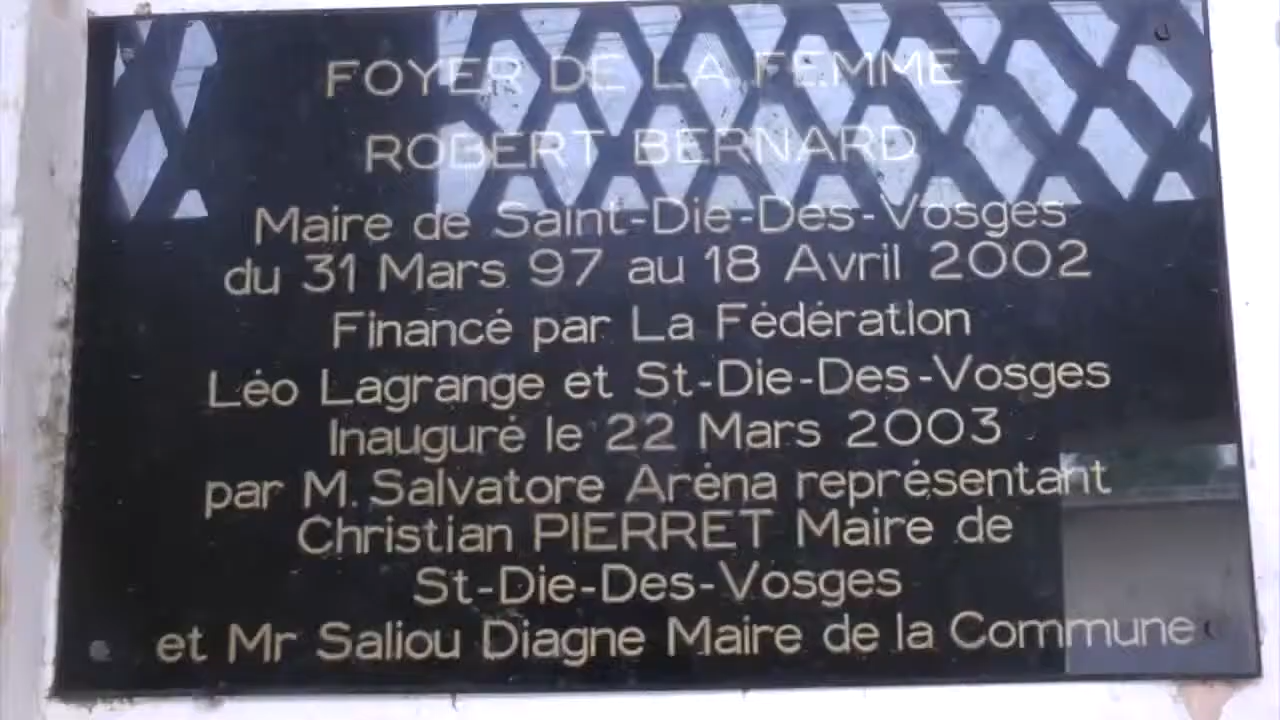 FOYER DE LA FEMME
ROBERT BERNARD
Maire de Saint-Die-Des-Vosges
du 31 Mars 97 au 18 Avril 2002
Financé par La Fédération
Léo Lagrange et St-Die-Des-Vosges
Inauguré le 22 Mars 2003
par M. Salvatore Aréna représentant
Christian PIERRET Maire de
St-Die-Des-Vosges
et Mr Saliou Diagne Maire de la Commune